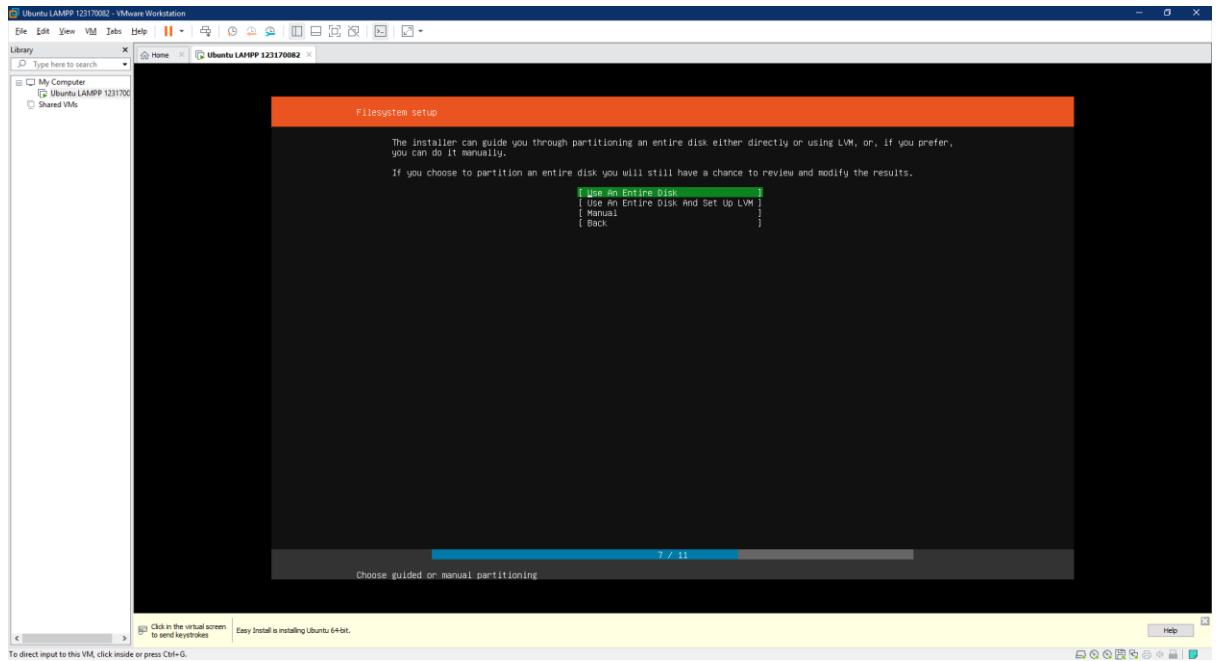 Ubuntu LAMPP 123170082 - VMware Workstation
File Edit View VM Tabs Help
Library
Type here to search
My Computer
Ubuntu LAMPP 1231700
Shared VMs
Home Ubuntu LAMPP 123170082
Filesystem setup
The installer can guide you through partitioning an entire disk either directly or using LVM, or, if you prefer,
you can do it manually.
If you choose to partition an entire disk you will still have a chance to review and modify the results.
[ Use An Entire Disk ]
[ Use An Entire Disk And Set Up LVM ]
[ Manual ]
[ Back ]
7 / 11
Choose guided or manual partitioning
Click in the virtual screen
to send keystrokes
Easy Install is installing Ubuntu 64-bit.
Help
To direct input to this VM, click inside or press Ctrl+G.